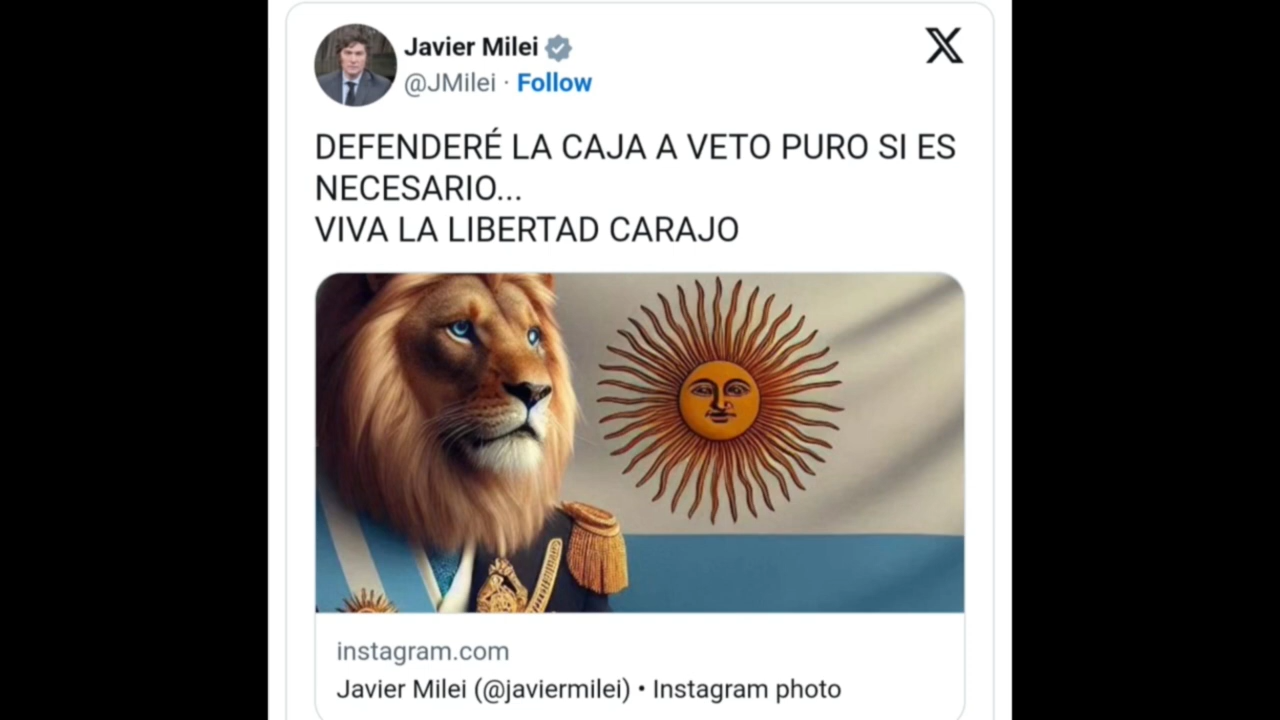 Javier Milei
@JMilei · Follow
DEFENDERÉ LA CAJA A VETO PURO SI ES
NECESARIO...
VIVA LA LIBERTAD CARAJO
instagram.com
Javier Milei (@javiermilei) • Instagram photo